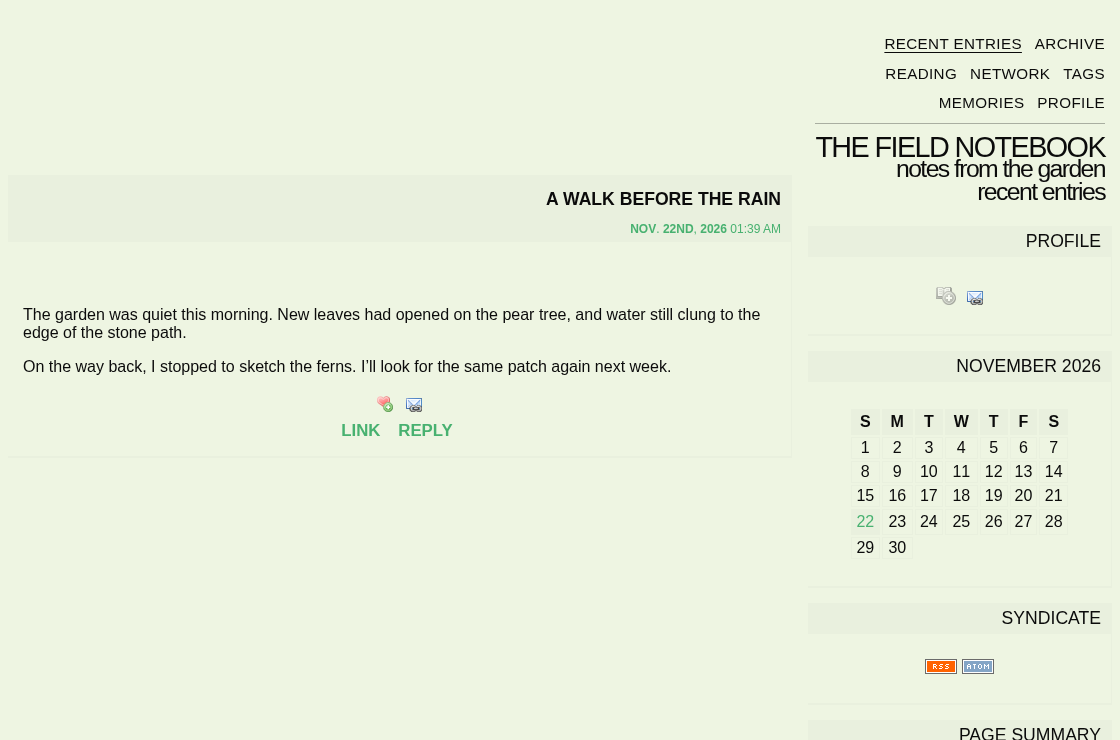 RECENT ENTRIES ARCHIVE
READING NETWORK TAGS
MEMORIES PROFILE
THE FIELD NOTEBOOK
notes from the garden
recent entries
A WALK BEFORE THE RAIN
NOV. 22ND, 2026 01:39 AM
The garden was quiet this morning. New leaves had opened on the pear tree, and water still clung to the
edge of the stone path.
On the way back, I stopped to sketch the ferns. I’ll look for the same patch again next week.
LINK REPLY
PROFILE
NOVEMBER 2026
S M T W T F S
1 2 3 4 5 6 7
8 9 10 11 12 13 14
15 16 17 18 19 20 21
22 23 24 25 26 27 28
29 30
SYNDICATE
RSS ATOM
PAGE SUMMARY